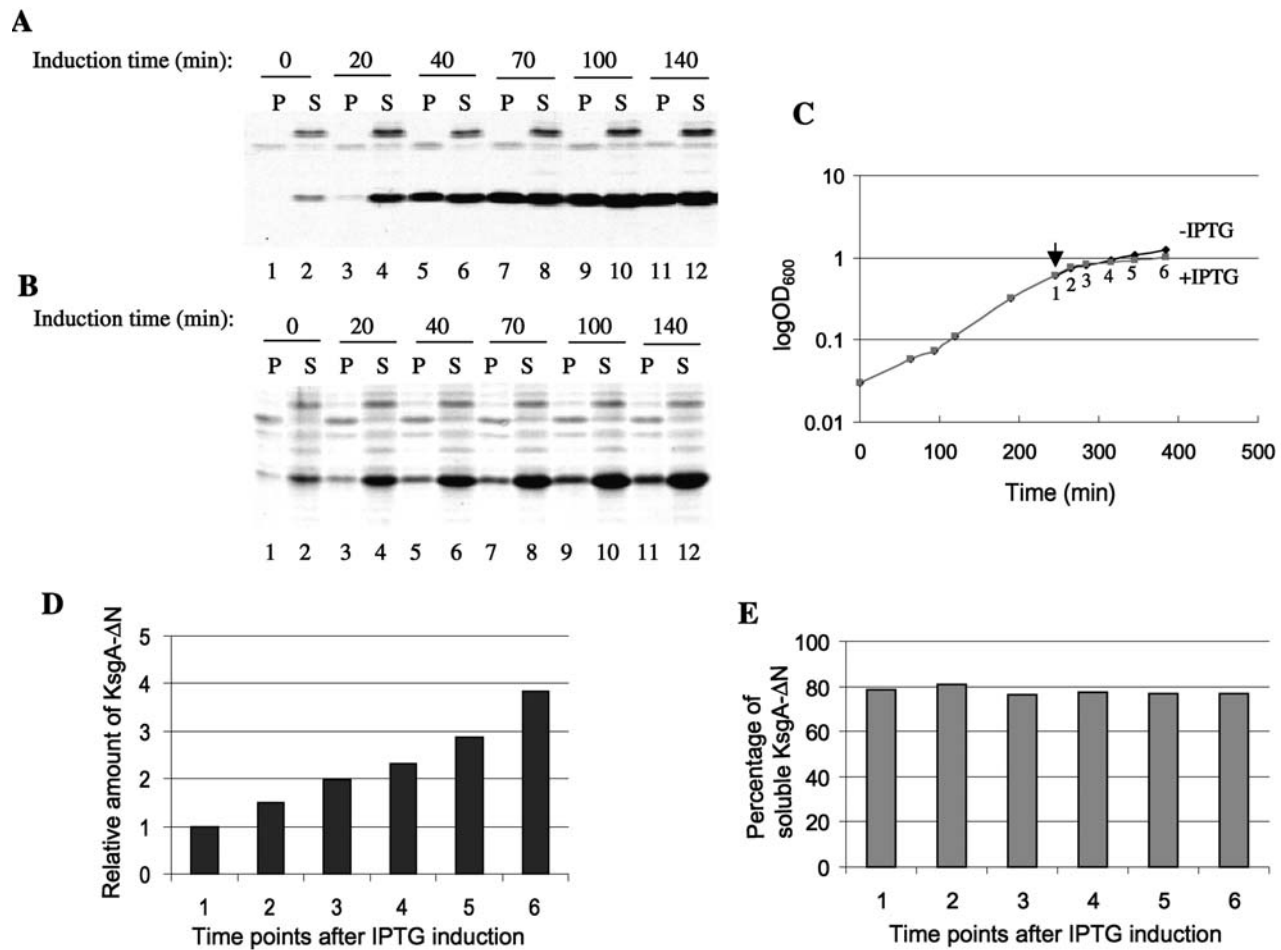 A
Induction time (min): 0 20 40 70 100 140
P S P S P S P S P S P S
1 2 3 4 5 6 7 8 9 10 11 12
B
Induction time (min): 0 20 40 70 100 140
P S P S P S P S P S P S
1 2 3 4 5 6 7 8 9 10 11 12
C
logOD600
10
1
0.1
0.01
-IPTG
+IPTG
1 2 3 4 5 6
0 100 200 300 400 500
Time (min)
D
Relative amount of KsgA-ΔN
5
4
3
2
1
0
1 2 3 4 5 6
Time points after IPTG induction
E
Percentage of
soluble KsgA-ΔN
100
80
60
40
20
0
1 2 3 4 5 6
Time points after IPTG induction